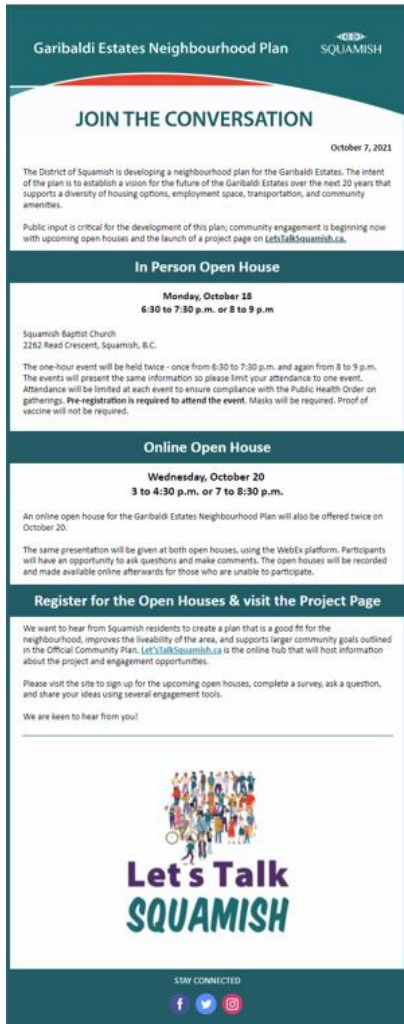 Garibaldi Estates Neighbourhood Plan
SQUAMISH
JOIN THE CONVERSATION
October 7, 2021
The District of Squamish is developing a neighbourhood plan for the Garibaldi Estates. The intent
of the plan is to establish a vision for the future of the Garibaldi Estates over the next 20 years that
supports a diversity of housing options, employment space, transportation, and community
amenities.
Public input is critical for the development of this plan; community engagement is beginning now
with upcoming open houses and the launch of a project page on LetsTalkSquamish.ca.
In Person Open House
Monday, October 18
6:30 to 7:30 p.m. or 8 to 9 p.m
Squamish Baptist Church
2262 Read Crescent, Squamish, B.C.
The one-hour event will be held twice - once from 6:30 to 7:30 p.m. and again from 8 to 9 p.m.
The events will present the same information so please limit your attendance to one event.
Attendance will be limited at each event to ensure compliance with the Public Health Order on
gatherings. Pre-registration is required to attend the event. Masks will be required. Proof of
vaccine will not be required.
Online Open House
Wednesday, October 20
3 to 4:30 p.m. or 7 to 8:30 p.m.
An online open house for the Garibaldi Estates Neighbourhood Plan will also be offered twice on
October 20.
The same presentation will be given at both open houses, using the WebEx platform. Participants
will have an opportunity to ask questions and make comments. The open houses will be recorded
and made available online afterwards for those who are unable to participate.
Register for the Open Houses & visit the Project Page
We want to hear from Squamish residents to create a plan that is a good fit for the
neighbourhood, improves the liveability of the area, and supports larger community goals outlined
in the Official Community Plan. Let'sTalkSquamish.ca is the online hub that will host information
about the project and engagement opportunities.
Please visit the site to sign up for the upcoming open houses, complete a survey, ask a question,
and share your ideas using several engagement tools.
We are keen to hear from you!
Let's Talk
SQUAMISH
STAY CONNECTED